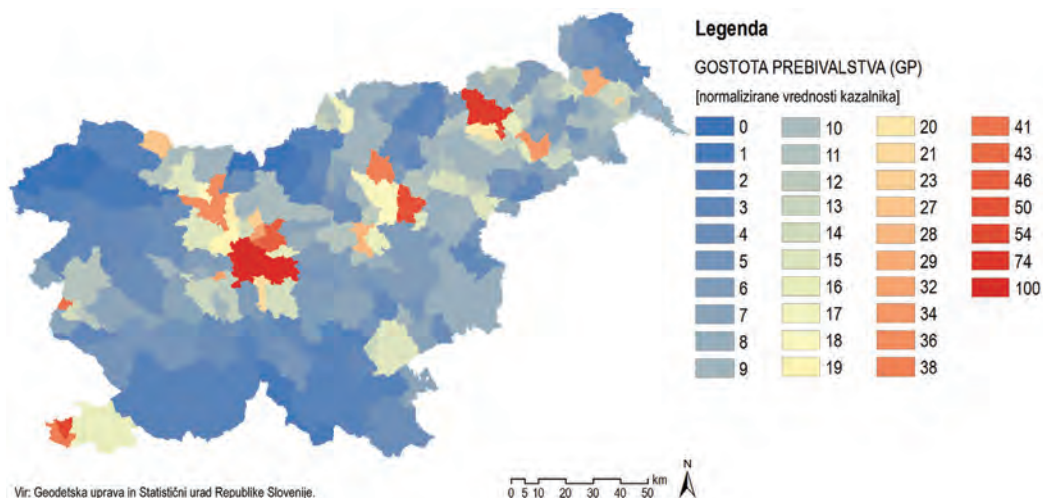 Legenda
GOSTOTA PREBIVALSTVA (GP)
[normalizirane vrednosti kazalnika]
0 10 20 41
1 11 21 43
2 12 23 46
3 13 27 50
4 14 28 54
5 15 29 74
6 16 32 100
7 17 34
8 18 36
9 19 38
Vir: Geodetska uprava in Statistični urad Republike Slovenije.
km
0 5 10 20 30 40 50
N